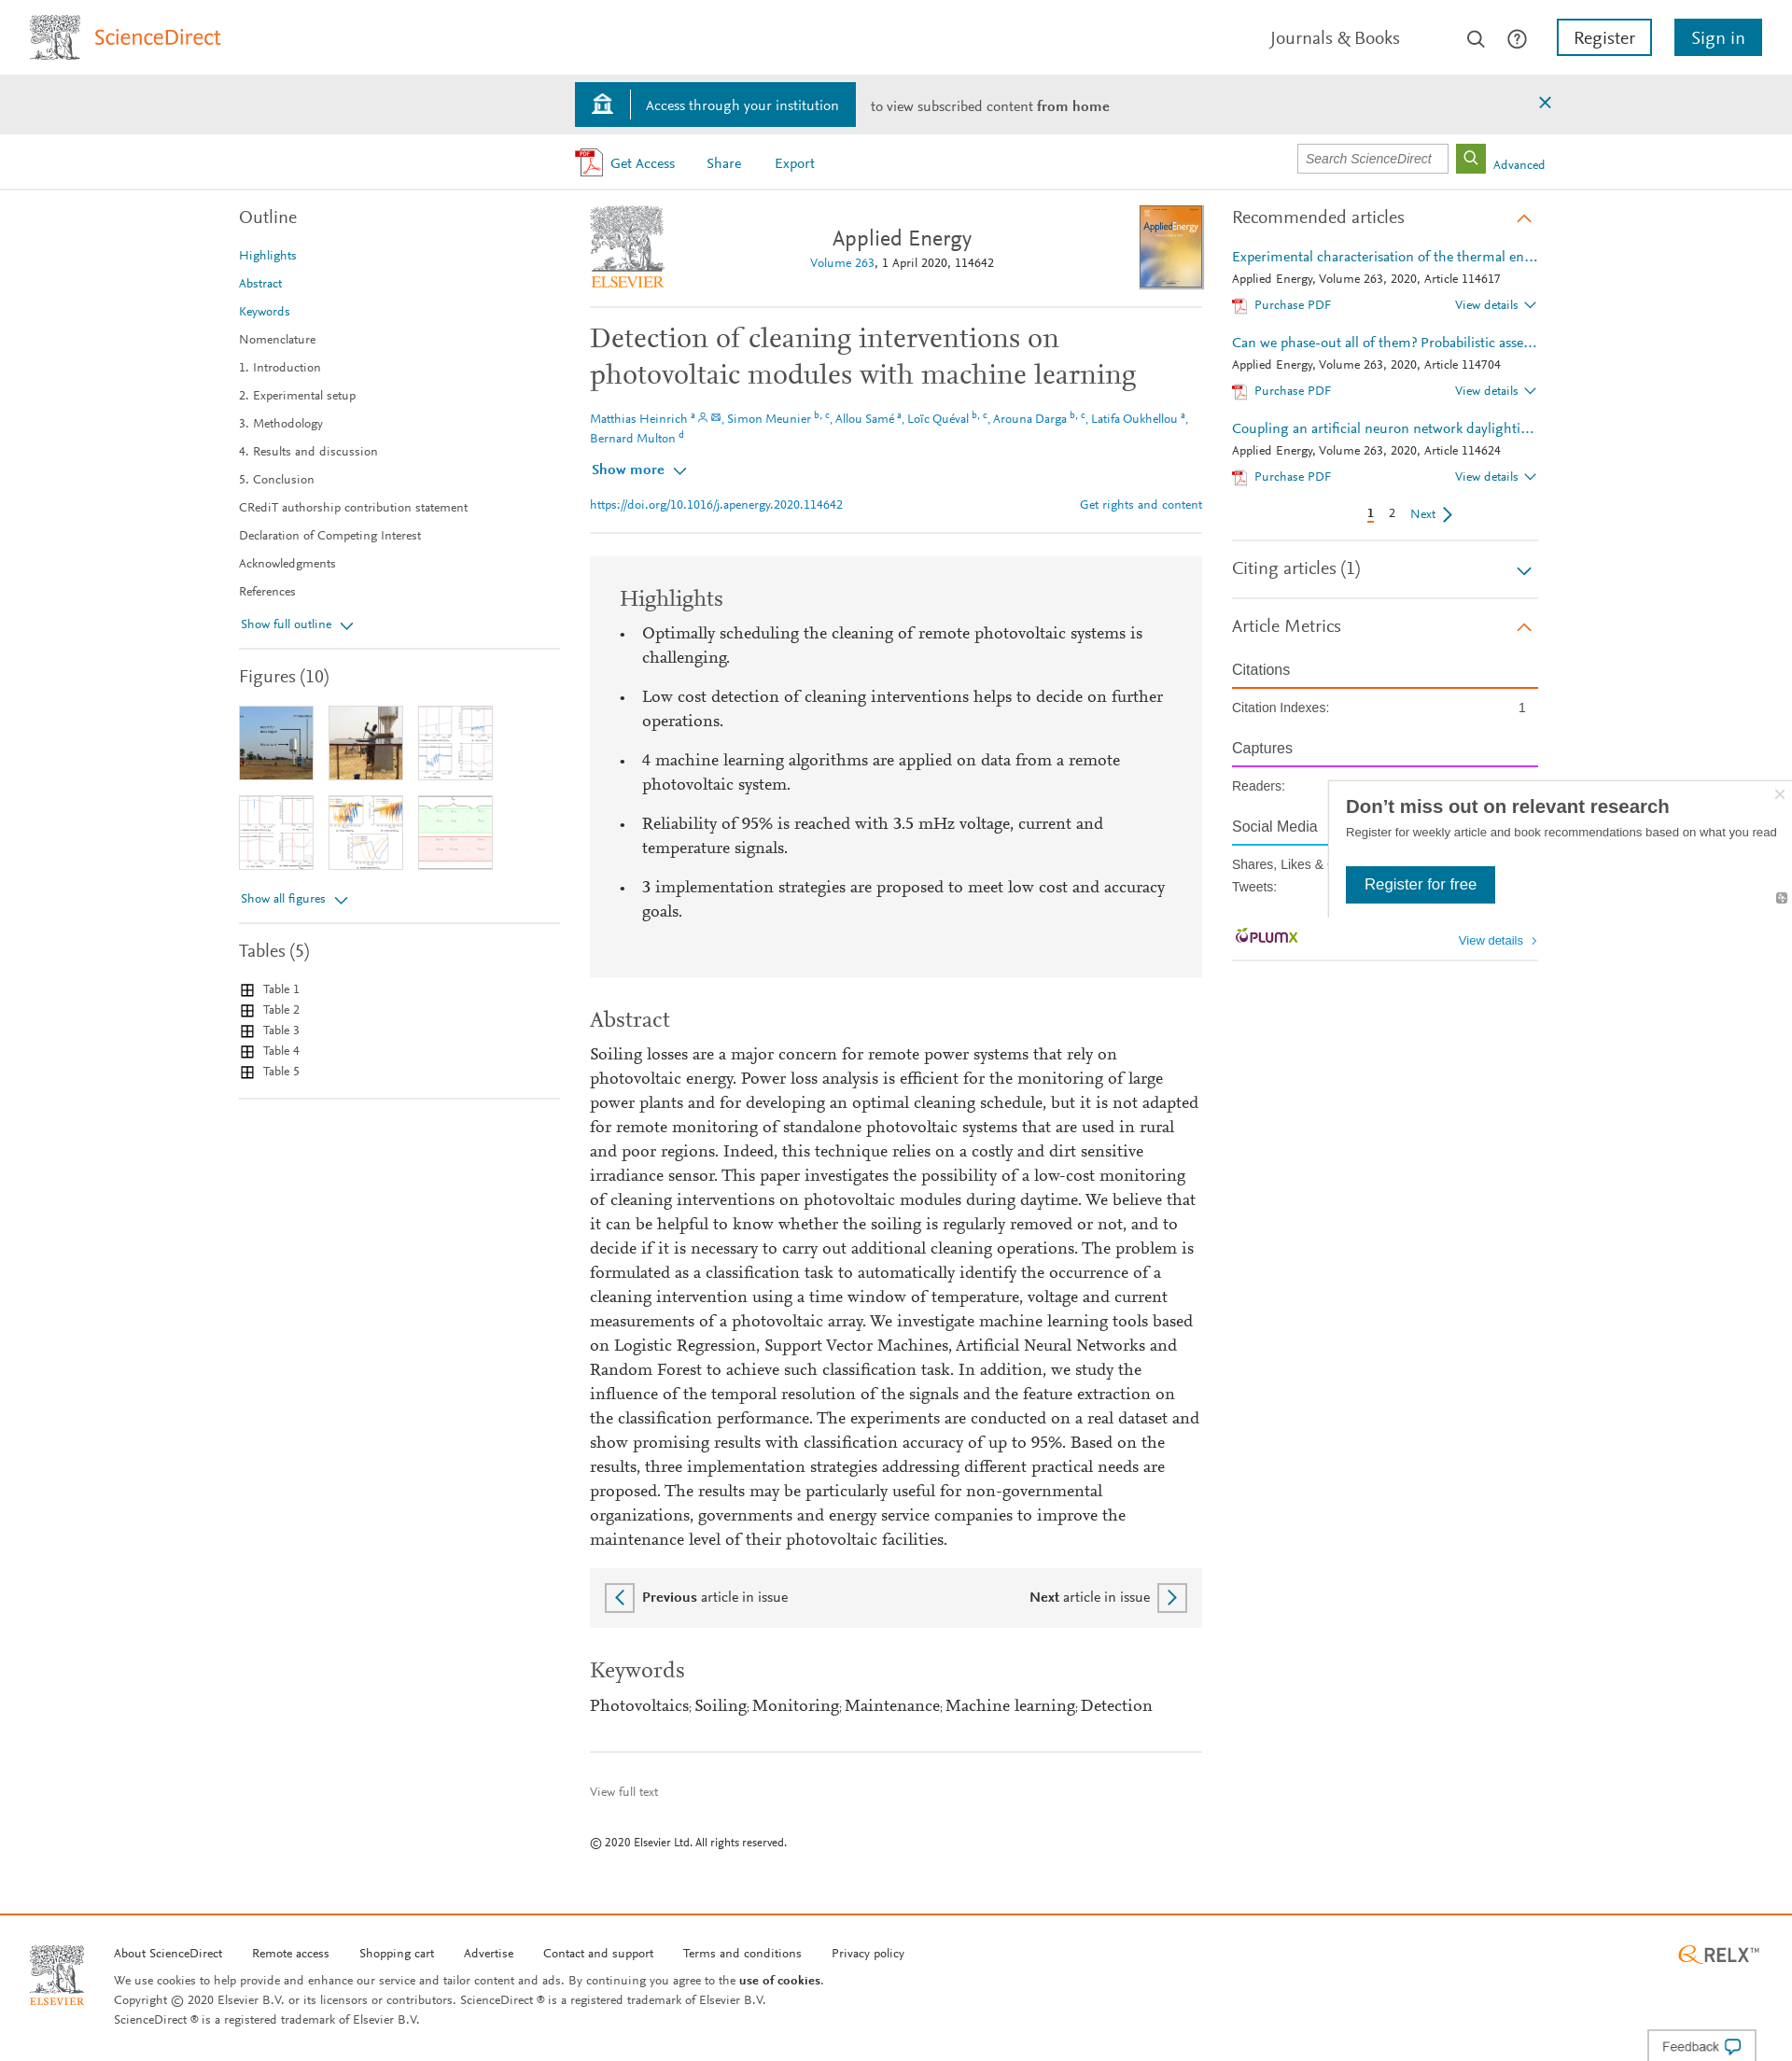 ScienceDirect
Journals & Books
Register
Sign in
Access through your institution
to view subscribed content from home
Get Access
Share
Export
Search ScienceDirect
Advanced
Outline
Highlights
Abstract
Keywords
Nomenclature
1. Introduction
2. Experimental setup
3. Methodology
4. Results and discussion
5. Conclusion
CRediT authorship contribution statement
Declaration of Competing Interest
Acknowledgments
References
Show full outline
Figures (10)
Show all figures
Tables (5)
Table 1
Table 2
Table 3
Table 4
Table 5
ELSEVIER
Applied Energy
Volume 263, 1 April 2020, 114642
AppliedEnergy
Detection of cleaning interventions on
photovoltaic modules with machine learning
Matthias Heinrich a, Simon Meunier b, c, Allou Samé a, Loïc Quéval b, c, Arouna Darga b, c, Latifa Oukhellou a,
Bernard Multon d
Show more
https://doi.org/10.1016/j.apenergy.2020.114642
Get rights and content
Highlights
• Optimally scheduling the cleaning of remote photovoltaic systems is
challenging.
• Low cost detection of cleaning interventions helps to decide on further
operations.
• 4 machine learning algorithms are applied on data from a remote
photovoltaic system.
• Reliability of 95% is reached with 3.5 mHz voltage, current and
temperature signals.
• 3 implementation strategies are proposed to meet low cost and accuracy
goals.
Abstract
Soiling losses are a major concern for remote power systems that rely on
photovoltaic energy. Power loss analysis is efficient for the monitoring of large
power plants and for developing an optimal cleaning schedule, but it is not adapted
for remote monitoring of standalone photovoltaic systems that are used in rural
and poor regions. Indeed, this technique relies on a costly and dirt sensitive
irradiance sensor. This paper investigates the possibility of a low-cost monitoring
of cleaning interventions on photovoltaic modules during daytime. We believe that
it can be helpful to know whether the soiling is regularly removed or not, and to
decide if it is necessary to carry out additional cleaning operations. The problem is
formulated as a classification task to automatically identify the occurrence of a
cleaning intervention using a time window of temperature, voltage and current
measurements of a photovoltaic array. We investigate machine learning tools based
on Logistic Regression, Support Vector Machines, Artificial Neural Networks and
Random Forest to achieve such classification task. In addition, we study the
influence of the temporal resolution of the signals and the feature extraction on
the classification performance. The experiments are conducted on a real dataset and
show promising results with classification accuracy of up to 95%. Based on the
results, three implementation strategies addressing different practical needs are
proposed. The results may be particularly useful for non-governmental
organizations, governments and energy service companies to improve the
maintenance level of their photovoltaic facilities.
Previous article in issue
Next article in issue
Keywords
Photovoltaics; Soiling; Monitoring; Maintenance; Machine learning; Detection
View full text
© 2020 Elsevier Ltd. All rights reserved.
Recommended articles
Experimental characterisation of the thermal en…
Applied Energy, Volume 263, 2020, Article 114617
Purchase PDF
View details
Can we phase-out all of them? Probabilistic asse…
Applied Energy, Volume 263, 2020, Article 114704
Purchase PDF
View details
Coupling an artificial neuron network daylighti…
Applied Energy, Volume 263, 2020, Article 114624
Purchase PDF
View details
1 2 Next
Citing articles (1)
Article Metrics
Citations
Citation Indexes: 1
Captures
Readers:
Social Media
Shares, Likes &
Tweets:
PLUMX
View details
Don’t miss out on relevant research
Register for weekly article and book recommendations based on what you read
Register for free
ELSEVIER
About ScienceDirect
Remote access
Shopping cart
Advertise
Contact and support
Terms and conditions
Privacy policy
We use cookies to help provide and enhance our service and tailor content and ads. By continuing you agree to the use of cookies.
Copyright © 2020 Elsevier B.V. or its licensors or contributors. ScienceDirect ® is a registered trademark of Elsevier B.V.
ScienceDirect ® is a registered trademark of Elsevier B.V.
RELX™
Feedback